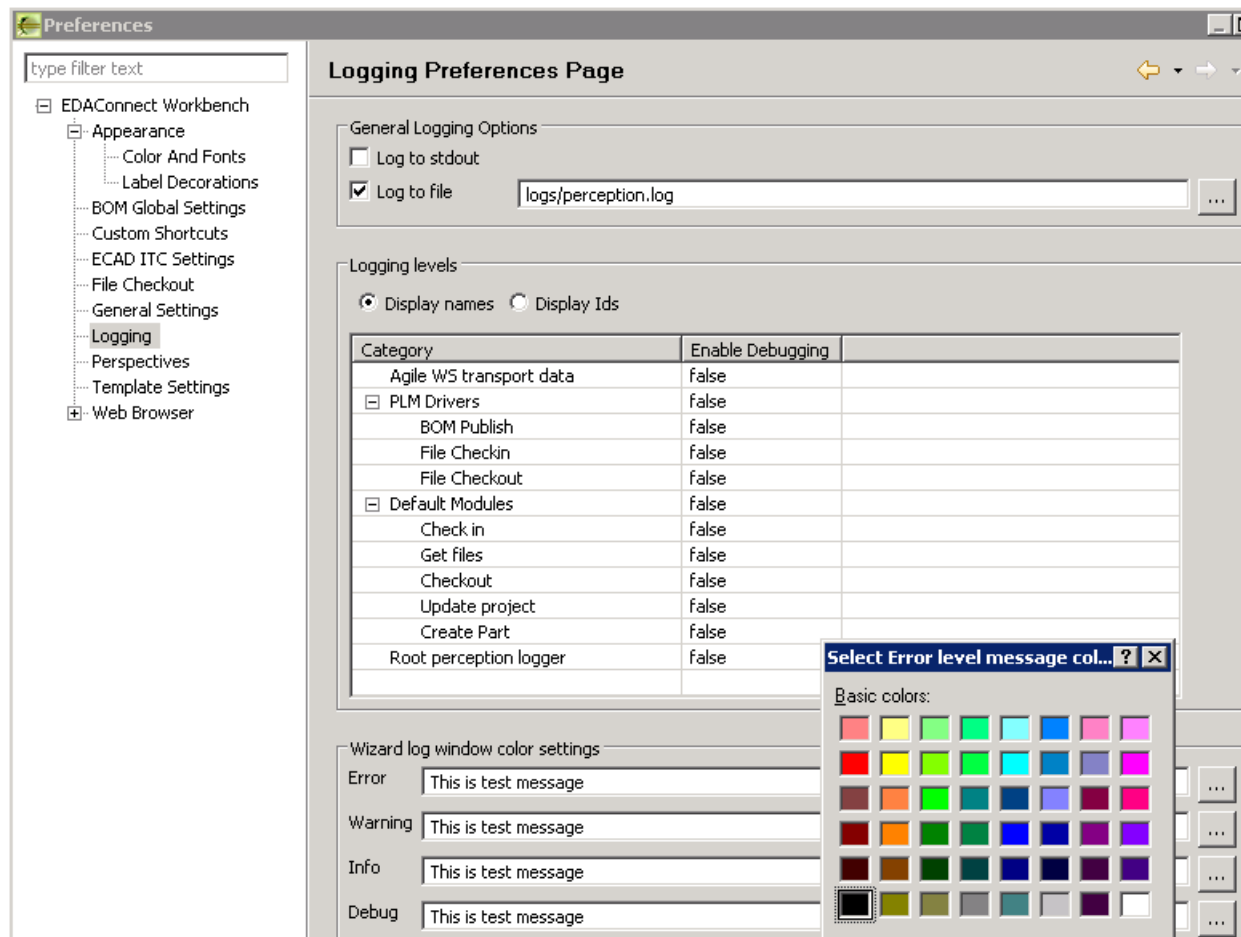 Preferences
type filter text
EDAConnect Workbench
Appearance
Color And Fonts
Label Decorations
BOM Global Settings
Custom Shortcuts
ECAD ITC Settings
File Checkout
General Settings
Logging
Perspectives
Template Settings
Web Browser
Logging Preferences Page
General Logging Options
Log to stdout
Log to file logs/perception.log ...
Logging levels
Display names Display Ids
Category Enable Debugging
Agile WS transport data false
PLM Drivers false
BOM Publish false
File Checkin false
File Checkout false
Default Modules false
Check in false
Get files false
Checkout false
Update project false
Create Part false
Root perception logger false
Select Error level message col...
Basic colors:
Wizard log window color settings
Error This is test message ...
Warning This is test message ...
Info This is test message ...
Debug This is test message ...